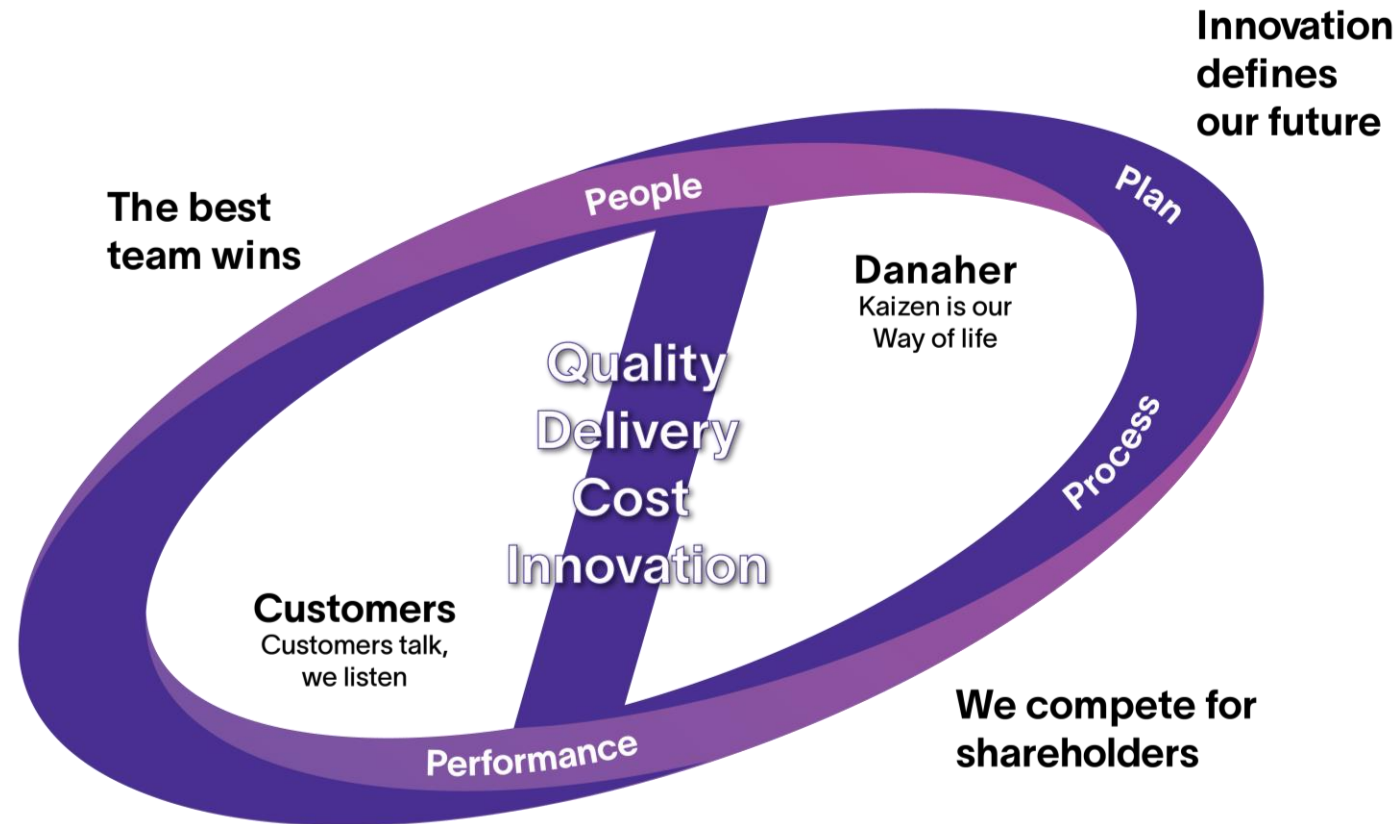 Innovation
defines
our future
Plan
People
The best
team wins
Danaher
Kaizen is our
Way of life
Quality
Delivery
Cost
Innovation
Process
Customers
Customers talk,
we listen
We compete for
shareholders
Performance